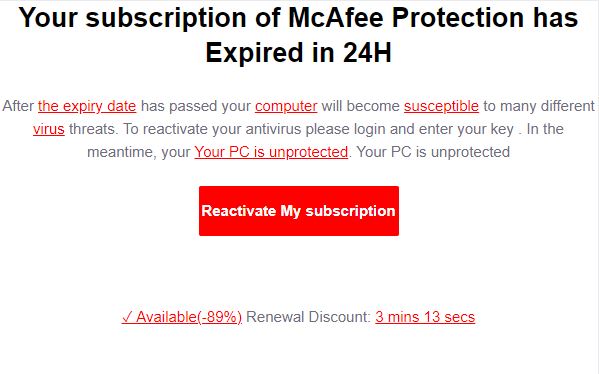 Your subscription of McAfee Protection has
Expired in 24H
After the expiry date has passed your computer will become susceptible to many different
virus threats. To reactivate your antivirus please login and enter your key . In the
meantime, your Your PC is unprotected. Your PC is unprotected
Reactivate My subscription
✓ Available(-89%) Renewal Discount: 3 mins 13 secs